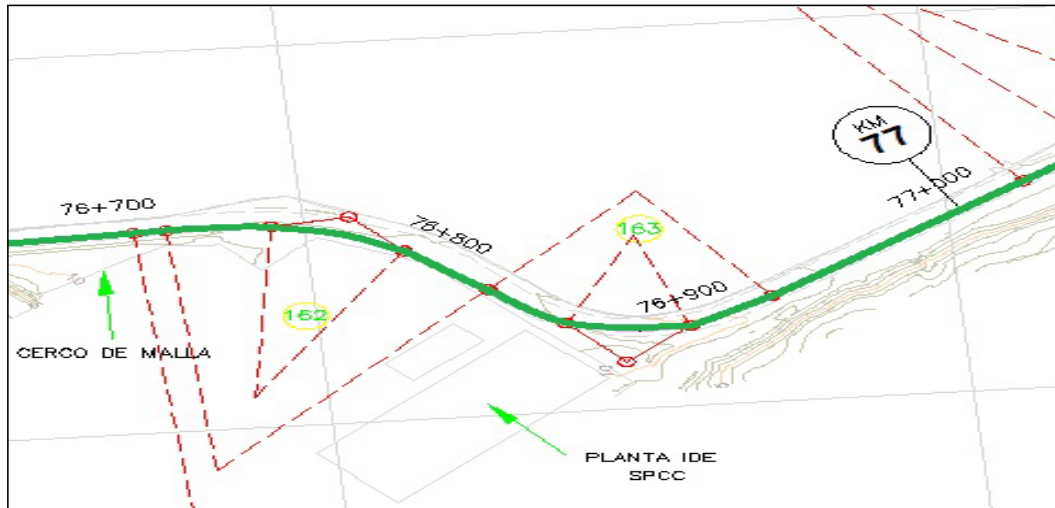 KM
77
77+000
76+700
76+800
163
76+900
162
CERCO DE MALLA
PLANTA IDE
SPCC